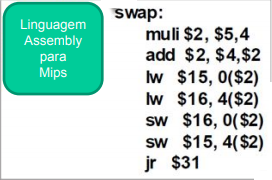 Linguagem
Assembly
para
Mips
swap:
muli $2, $5,4
add $2, $4,$2
lw $15, 0($2)
lw $16, 4($2)
sw $16, 0($2)
sw $15, 4($2)
jr $31